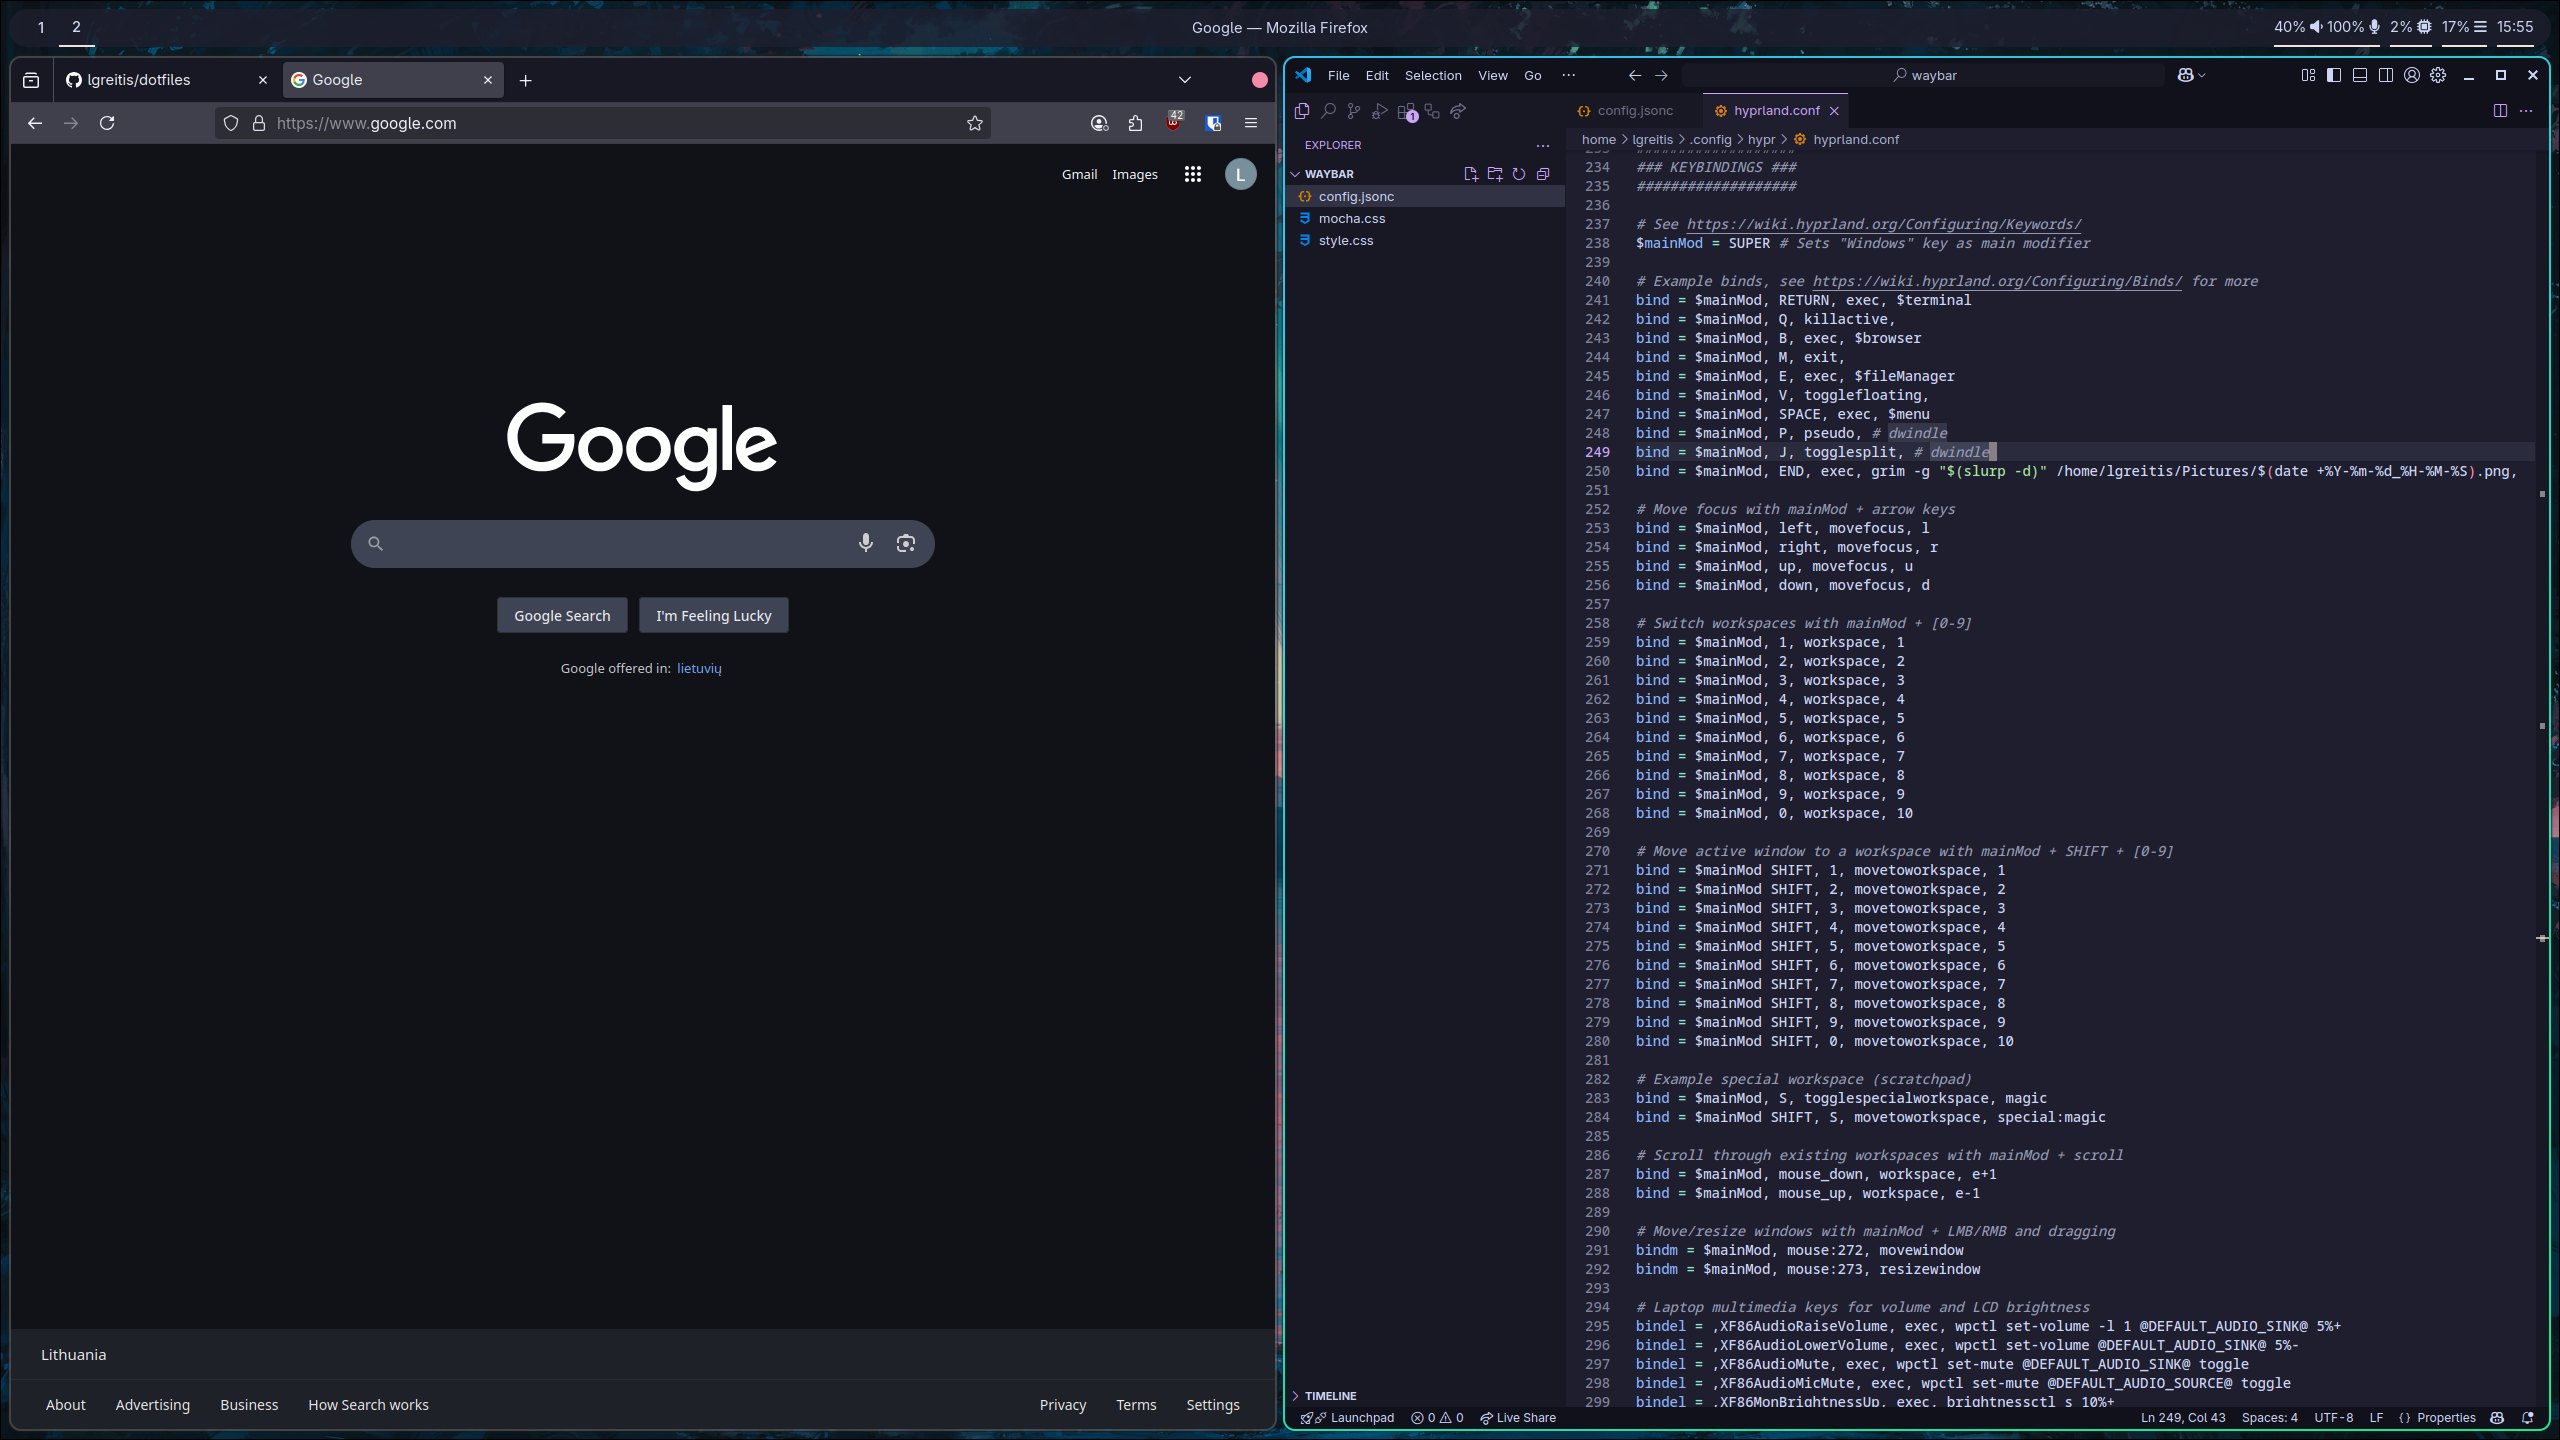 1 2
Google — Mozilla Firefox
40% 100% 2% 17% 15:55
lgreitis/dotfiles
Google
https://www.google.com
42
Gmail Images
L
Google
Google Search I'm Feeling Lucky
Google offered in: lietuvių
Lithuania
About Advertising Business How Search works
Privacy Terms Settings
File Edit Selection View Go ···
waybar
1
config.jsonc
hyprland.conf
EXPLORER
WAYBAR
config.jsonc
mocha.css
style.css
TIMELINE
home > lgreitis > .config > hypr > hyprland.conf
234 ### KEYBINDINGS ###
235 ###################
236
237 # See https://wiki.hyprland.org/Configuring/Keywords/
238 $mainMod = SUPER # Sets "Windows" key as main modifier
239
240 # Example binds, see https://wiki.hyprland.org/Configuring/Binds/ for more
241 bind = $mainMod, RETURN, exec, $terminal
242 bind = $mainMod, Q, killactive,
243 bind = $mainMod, B, exec, $browser
244 bind = $mainMod, M, exit,
245 bind = $mainMod, E, exec, $fileManager
246 bind = $mainMod, V, togglefloating,
247 bind = $mainMod, SPACE, exec, $menu
248 bind = $mainMod, P, pseudo, # dwindle
249 bind = $mainMod, J, togglesplit, # dwindle
250 bind = $mainMod, END, exec, grim -g "$(slurp -d)" /home/lgreitis/Pictures/$(date +%Y-%m-%d_%H-%M-%S).png,
251
252 # Move focus with mainMod + arrow keys
253 bind = $mainMod, left, movefocus, l
254 bind = $mainMod, right, movefocus, r
255 bind = $mainMod, up, movefocus, u
256 bind = $mainMod, down, movefocus, d
257
258 # Switch workspaces with mainMod + [0-9]
259 bind = $mainMod, 1, workspace, 1
260 bind = $mainMod, 2, workspace, 2
261 bind = $mainMod, 3, workspace, 3
262 bind = $mainMod, 4, workspace, 4
263 bind = $mainMod, 5, workspace, 5
264 bind = $mainMod, 6, workspace, 6
265 bind = $mainMod, 7, workspace, 7
266 bind = $mainMod, 8, workspace, 8
267 bind = $mainMod, 9, workspace, 9
268 bind = $mainMod, 0, workspace, 10
269
270 # Move active window to a workspace with mainMod + SHIFT + [0-9]
271 bind = $mainMod SHIFT, 1, movetoworkspace, 1
272 bind = $mainMod SHIFT, 2, movetoworkspace, 2
273 bind = $mainMod SHIFT, 3, movetoworkspace, 3
274 bind = $mainMod SHIFT, 4, movetoworkspace, 4
275 bind = $mainMod SHIFT, 5, movetoworkspace, 5
276 bind = $mainMod SHIFT, 6, movetoworkspace, 6
277 bind = $mainMod SHIFT, 7, movetoworkspace, 7
278 bind = $mainMod SHIFT, 8, movetoworkspace, 8
279 bind = $mainMod SHIFT, 9, movetoworkspace, 9
280 bind = $mainMod SHIFT, 0, movetoworkspace, 10
281
282 # Example special workspace (scratchpad)
283 bind = $mainMod, S, togglespecialworkspace, magic
284 bind = $mainMod SHIFT, S, movetoworkspace, special:magic
285
286 # Scroll through existing workspaces with mainMod + scroll
287 bind = $mainMod, mouse_down, workspace, e+1
288 bind = $mainMod, mouse_up, workspace, e-1
289
290 # Move/resize windows with mainMod + LMB/RMB and dragging
291 bindm = $mainMod, mouse:272, movewindow
292 bindm = $mainMod, mouse:273, resizewindow
293
294 # Laptop multimedia keys for volume and LCD brightness
295 bindel = ,XF86AudioRaiseVolume, exec, wpctl set-volume -l 1 @DEFAULT_AUDIO_SINK@ 5%+
296 bindel = ,XF86AudioLowerVolume, exec, wpctl set-volume @DEFAULT_AUDIO_SINK@ 5%-
297 bindel = ,XF86AudioMute, exec, wpctl set-mute @DEFAULT_AUDIO_SINK@ toggle
298 bindel = ,XF86AudioMicMute, exec, wpctl set-mute @DEFAULT_AUDIO_SOURCE@ toggle
299 bindel = ,XF86MonBrightnessUp, exec, brightnessctl s 10%+
Launchpad 0 0 Live Share
Ln 249, Col 43 Spaces: 4 UTF-8 LF {} Properties